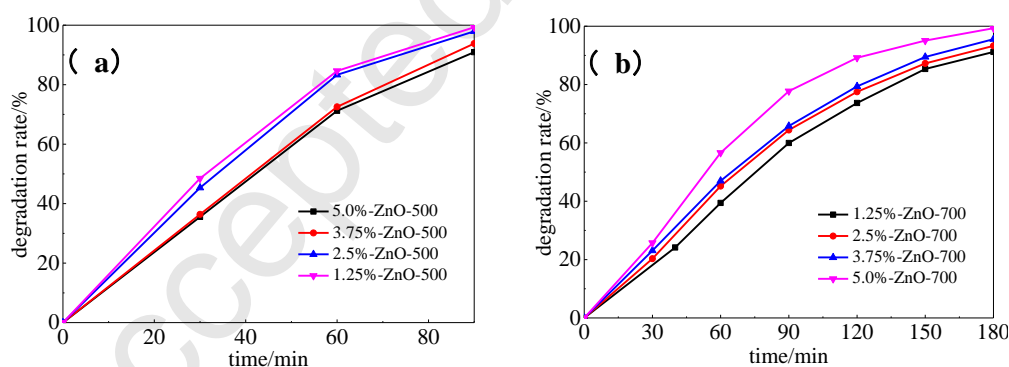 100
80
60
40
20
0
0
20
40
60
80
degradation rate/%
time/min
( a)
5.0%-ZnO-500
3.75%-ZnO-500
2.5%-ZnO-500
1.25%-ZnO-500
100
80
60
40
20
0
0
30
60
90
120
150
180
degradation rate/%
time/min
( b)
1.25%-ZnO-700
2.5%-ZnO-700
3.75%-ZnO-700
5.0%-ZnO-700
ccepted